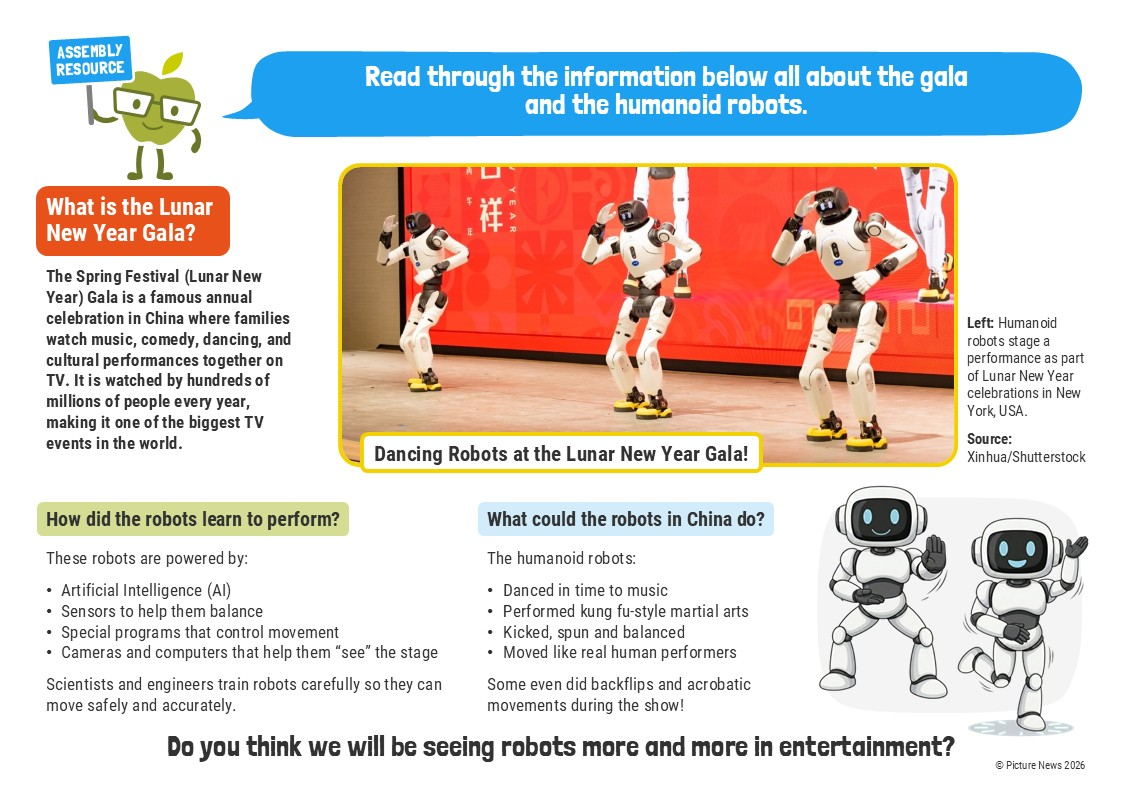 ASSEMBLY
RESOURCE
Read through the information below all about the gala
and the humanoid robots.
What is the Lunar
New Year Gala?
The Spring Festival (Lunar New
Year) Gala is a famous annual
celebration in China where families
watch music, comedy, dancing, and
cultural performances together on
TV. It is watched by hundreds of
millions of people every year,
making it one of the biggest TV
events in the world.
祥
YEAR
Dancing Robots at the Lunar New Year Gala!
Left: Humanoid
robots stage a
performance as part
of Lunar New Year
celebrations in New
York, USA.
Source:
Xinhua/Shutterstock
How did the robots learn to perform?
These robots are powered by:
• Artificial Intelligence (AI)
• Sensors to help them balance
• Special programs that control movement
• Cameras and computers that help them “see” the stage
Scientists and engineers train robots carefully so they can
move safely and accurately.
What could the robots in China do?
The humanoid robots:
• Danced in time to music
• Performed kung fu-style martial arts
• Kicked, spun and balanced
• Moved like real human performers
Some even did backflips and acrobatic
movements during the show!
Do you think we will be seeing robots more and more in entertainment?
© Picture News 2026